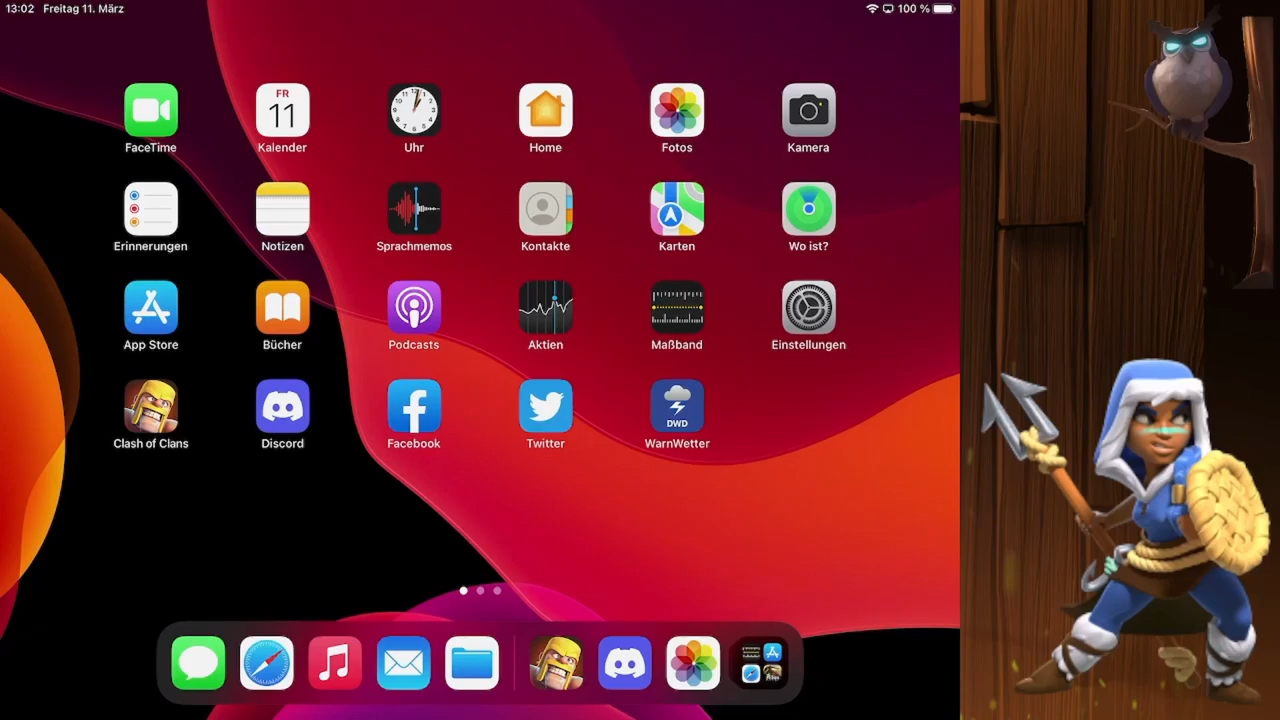 13:02 Freitag 11. März
100 %
FR
11
FaceTime
Kalender
Uhr
Home
Fotos
Kamera
Erinnerungen
Notizen
Sprachmemos
Kontakte
Karten
Wo ist?
App Store
Bücher
Podcasts
Aktien
Maßband
Einstellungen
DWD
Clash of Clans
Discord
Facebook
Twitter
WarnWetter